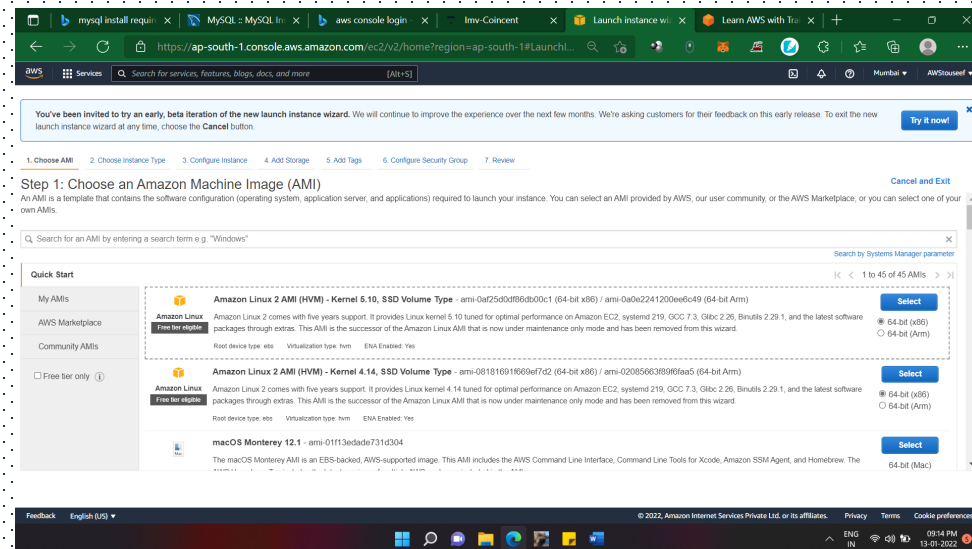 mysql install requir
MySQL :: MySQL In
aws console login -
Imv-Coincent
Launch instance wiz
Learn AWS with Trai
https://ap-south-1.console.aws.amazon.com/ec2/v2/home?region=ap-south-1#LaunchI...
aws Services Search for services, features, blogs, docs, and more [Alt+S] Mumbai ▾ AWStouseef ▾
You've been invited to try an early, beta iteration of the new launch instance wizard. We will continue to improve the experience over the next few months. We're asking customers for their feedback on this early release. To exit the new
launch instance wizard at any time, choose the Cancel button.
Try it now!
1. Choose AMI 2. Choose Instance Type 3. Configure Instance 4. Add Storage 5. Add Tags 6. Configure Security Group 7. Review
Step 1: Choose an Amazon Machine Image (AMI)
Cancel and Exit
An AMI is a template that contains the software configuration (operating system, application server, and applications) required to launch your instance. You can select an AMI provided by AWS, our user community, or the AWS Marketplace; or you can select one of your
own AMIs.
Search for an AMI by entering a search term e.g. "Windows"
Search by Systems Manager parameter
Quick Start
1 to 45 of 45 AMIs
My AMIs
AWS Marketplace
Community AMIs
Free tier only
Amazon Linux
Free tier eligible
Amazon Linux 2 AMI (HVM) - Kernel 5.10, SSD Volume Type - ami-0af25d0df86db00c1 (64-bit x86) / ami-0a0e2241200ee6c49 (64-bit Arm)
Amazon Linux 2 comes with five years support. It provides Linux kernel 5.10 tuned for optimal performance on Amazon EC2, systemd 219, GCC 7.3, Glibc 2.26, Binutils 2.29.1, and the latest software
packages through extras. This AMI is the successor of the Amazon Linux AMI that is now under maintenance only mode and has been removed from this wizard.
Root device type: ebs Virtualization type: hvm ENA Enabled: Yes
Select
64-bit (x86)
64-bit (Arm)
Amazon Linux
Free tier eligible
Amazon Linux 2 AMI (HVM) - Kernel 4.14, SSD Volume Type - ami-08181691f669ef7d2 (64-bit x86) / ami-02085663f89f6faa5 (64-bit Arm)
Amazon Linux 2 comes with five years support. It provides Linux kernel 4.14 tuned for optimal performance on Amazon EC2, systemd 219, GCC 7.3, Glibc 2.26, Binutils 2.29.1, and the latest software
packages through extras. This AMI is the successor of the Amazon Linux AMI that is now under maintenance only mode and has been removed from this wizard.
Root device type: ebs Virtualization type: hvm ENA Enabled: Yes
Select
64-bit (x86)
64-bit (Arm)
Mac
macOS Monterey 12.1 - ami-01f13edade731d304
The macOS Monterey AMI is an EBS-backed, AWS-supported image. This AMI includes the AWS Command Line Interface, Command Line Tools for Xcode, Amazon SSM Agent, and Homebrew. The
Select
64-bit (Mac)
Feedback English (US) ▾ © 2022, Amazon Internet Services Private Ltd. or its affiliates. Privacy Terms Cookie preferences
ENG
IN
09:14 PM
13-01-2022